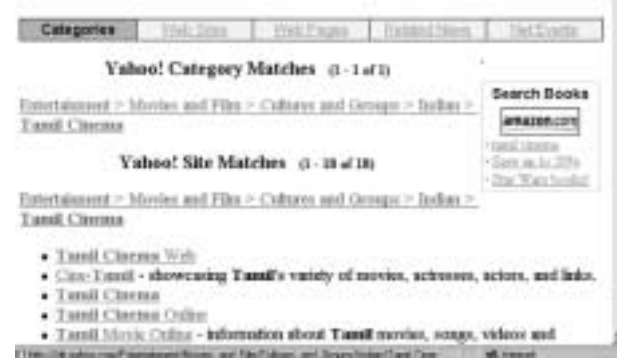 Categories Web Sites Web Pages Related News Net Events
Yahoo! Category Matches (1 - 1 of 1)
Entertainment > Movies and Film > Cultures and Groups > Indian >
Tamil Cinema
Search Books
amazon.com
· tamil cinema
· Save up to
· Star Wars books!
Yahoo! Site Matches (1 - 18 of 18)
Entertainment > Movies and Film > Cultures and Groups > Indian >
Tamil Cinema
• Tamil Cinema Web
• Cine-Tamil - showcasing Tamil's variety of movies, actresses, actors, and links.
• Tamil Cinema
• Tamil Cinema Online
• Tamil Movie Online - information about Tamil movies, songs, videos and